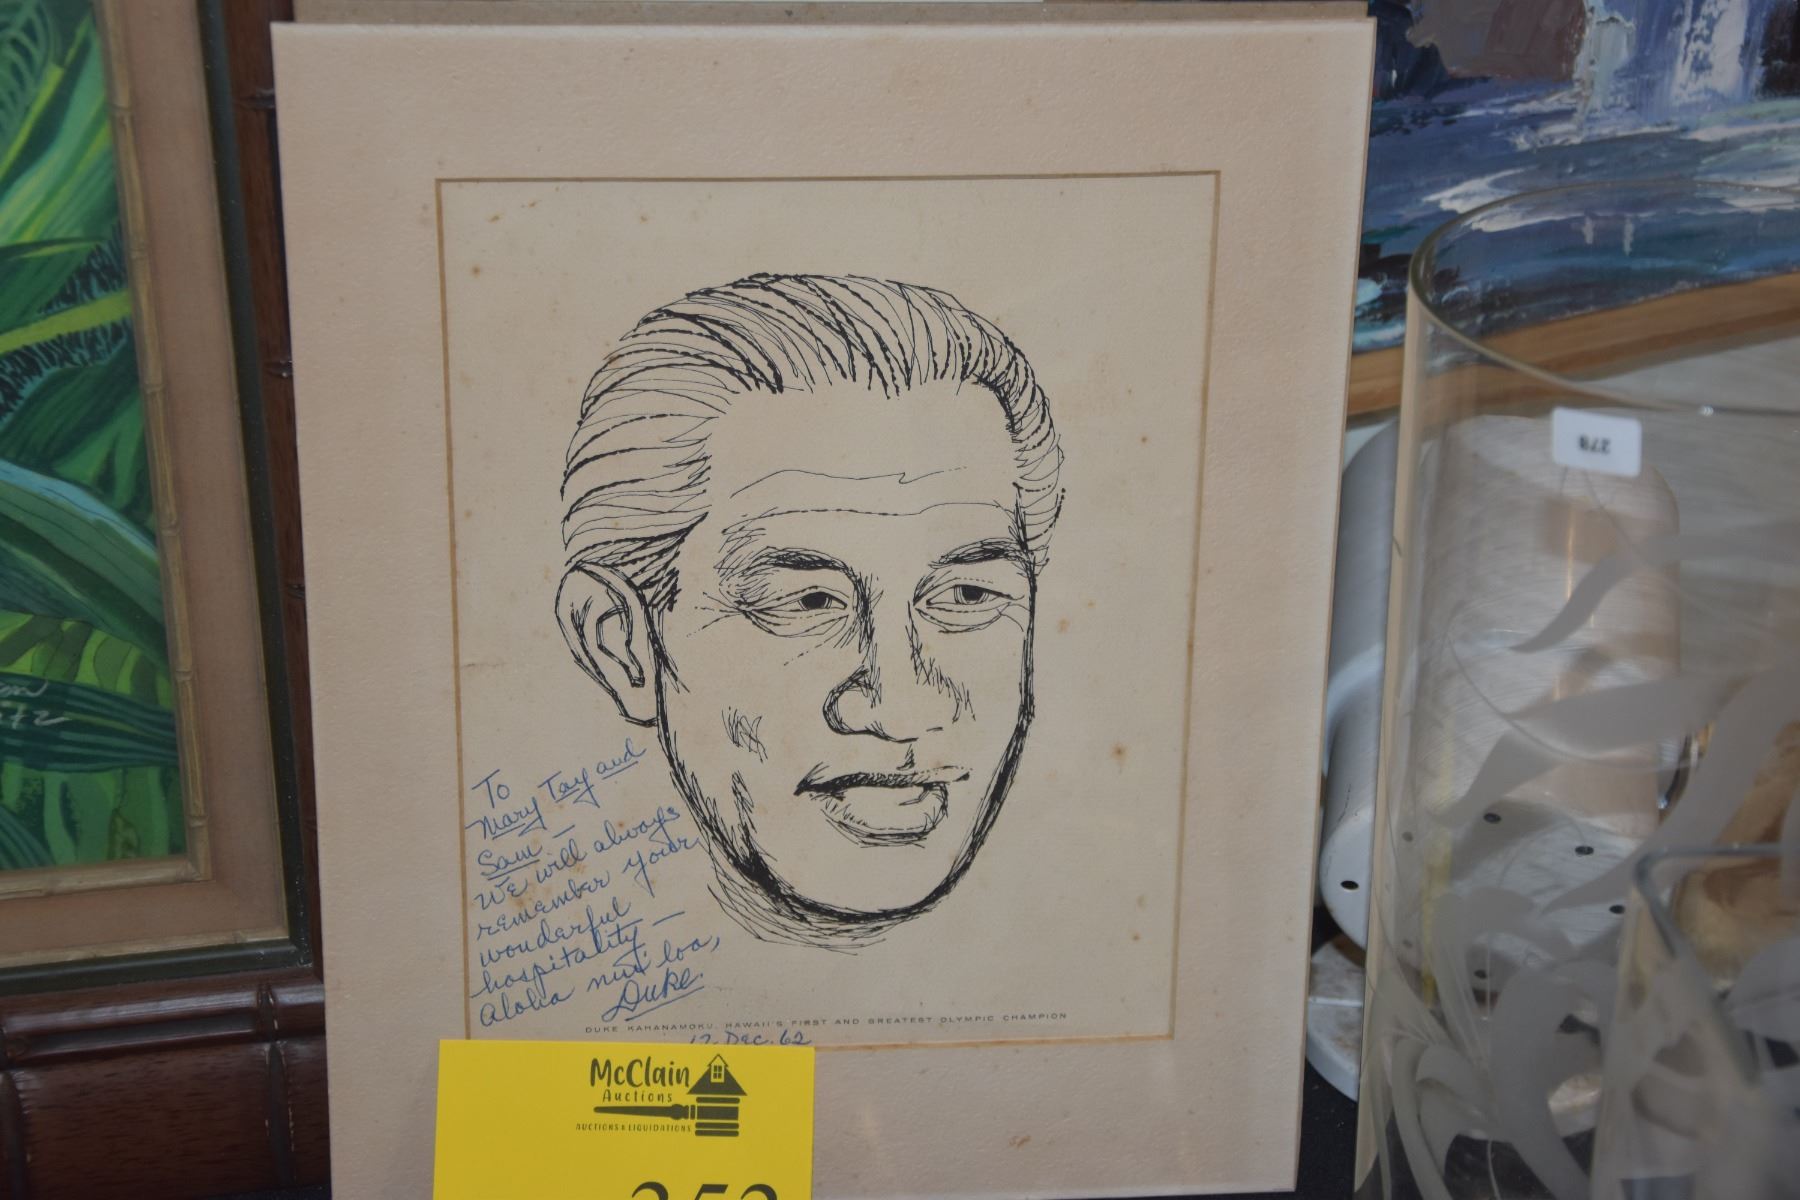 To
Mary Tay and
Sam —
We will always
remember your
wonderful
hospitality —
Aloha nui loa,
Duke.
DUKE KAHANAMOKU, HAWAII'S FIRST AND GREATEST OLYMPIC CHAMPION
12 Dec. 62
McClain
Auctions
AUCTIONS & LIQUIDATIONS
278